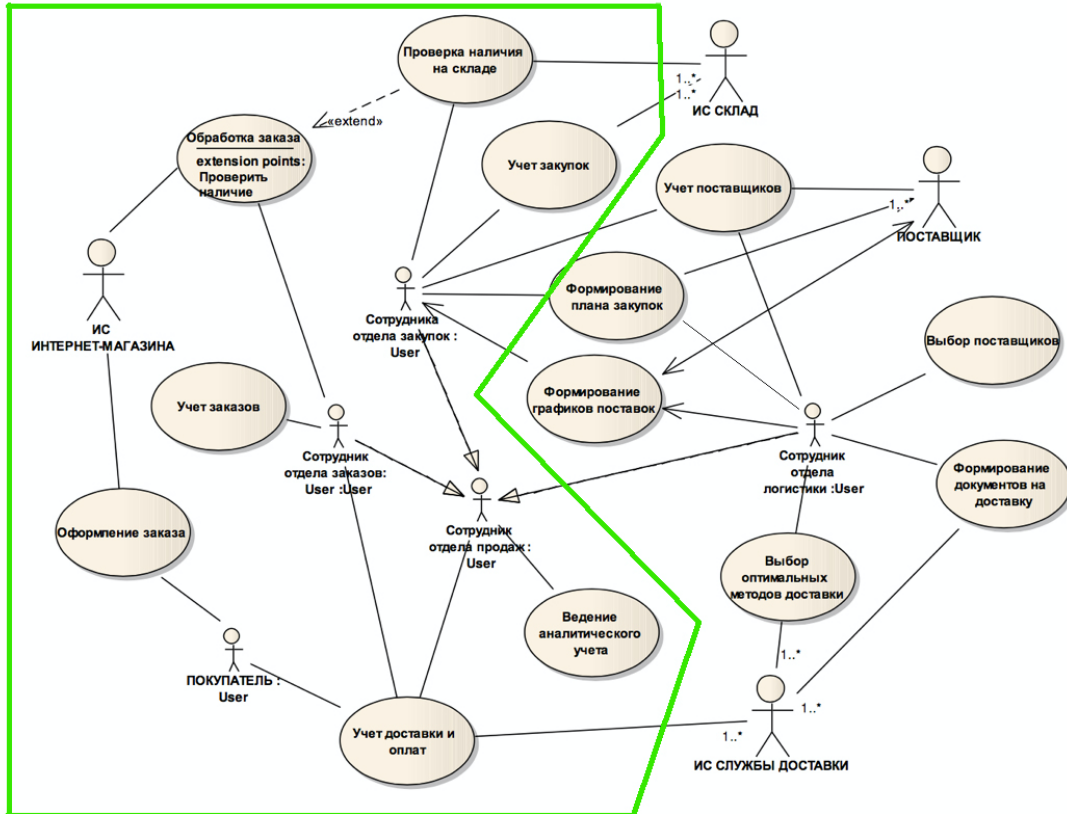 Проверка наличия
на складе
1..*
1..*
ИС СКЛАД
«extend»
Обработка заказа
extension points:
Проверить
наличие
Учет закупок
Учет поставщиков
1..*
ПОСТАВЩИК
ИС
ИНТЕРНЕТ-МАГАЗИНА
Сотрудника
отдела закупок :
User
Формирование
плана закупок
Выбор поставщиков
Формирование
графиков поставок
Учет заказов
Сотрудник
отдела заказов:
User :User
Сотрудник
отдела
логистики :User
Формирование
документов на
доставку
Оформление заказа
Сотрудник
отдела продаж :
User
Выбор
оптимальных
методов доставки
Ведение
аналитического
учета
1..*
ПОКУПАТЕЛЬ :
User
1..*
Учет доставки и
оплат
1..*
ИС СЛУЖБЫ ДОСТАВКИ